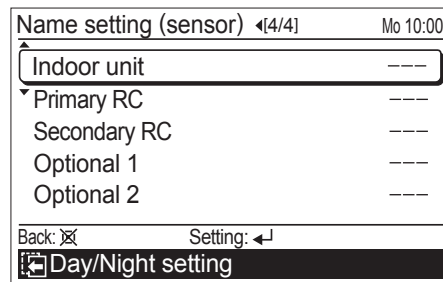 Name setting (sensor) [4/4] Mo 10:00
Indoor unit ---
Primary RC ---
Secondary RC ---
Optional 1 ---
Optional 2 ---
Back: Setting:
Day/Night setting